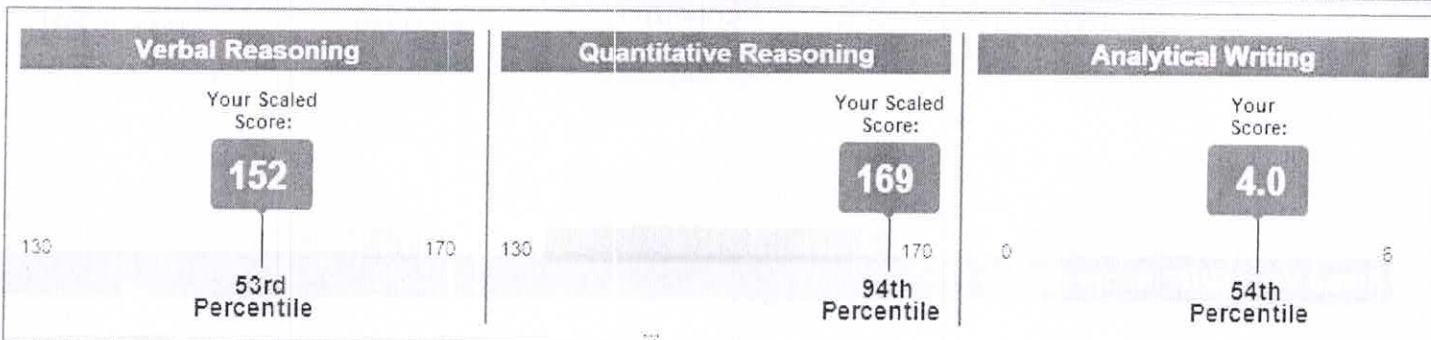 Verbal Reasoning
Your Scaled
Score:
152
130
170
53rd
Percentile
Quantitative Reasoning
Your Scaled
Score:
169
130
170
94th
Percentile
Analytical Writing
Your
Score:
4.0
0
6
54th
Percentile